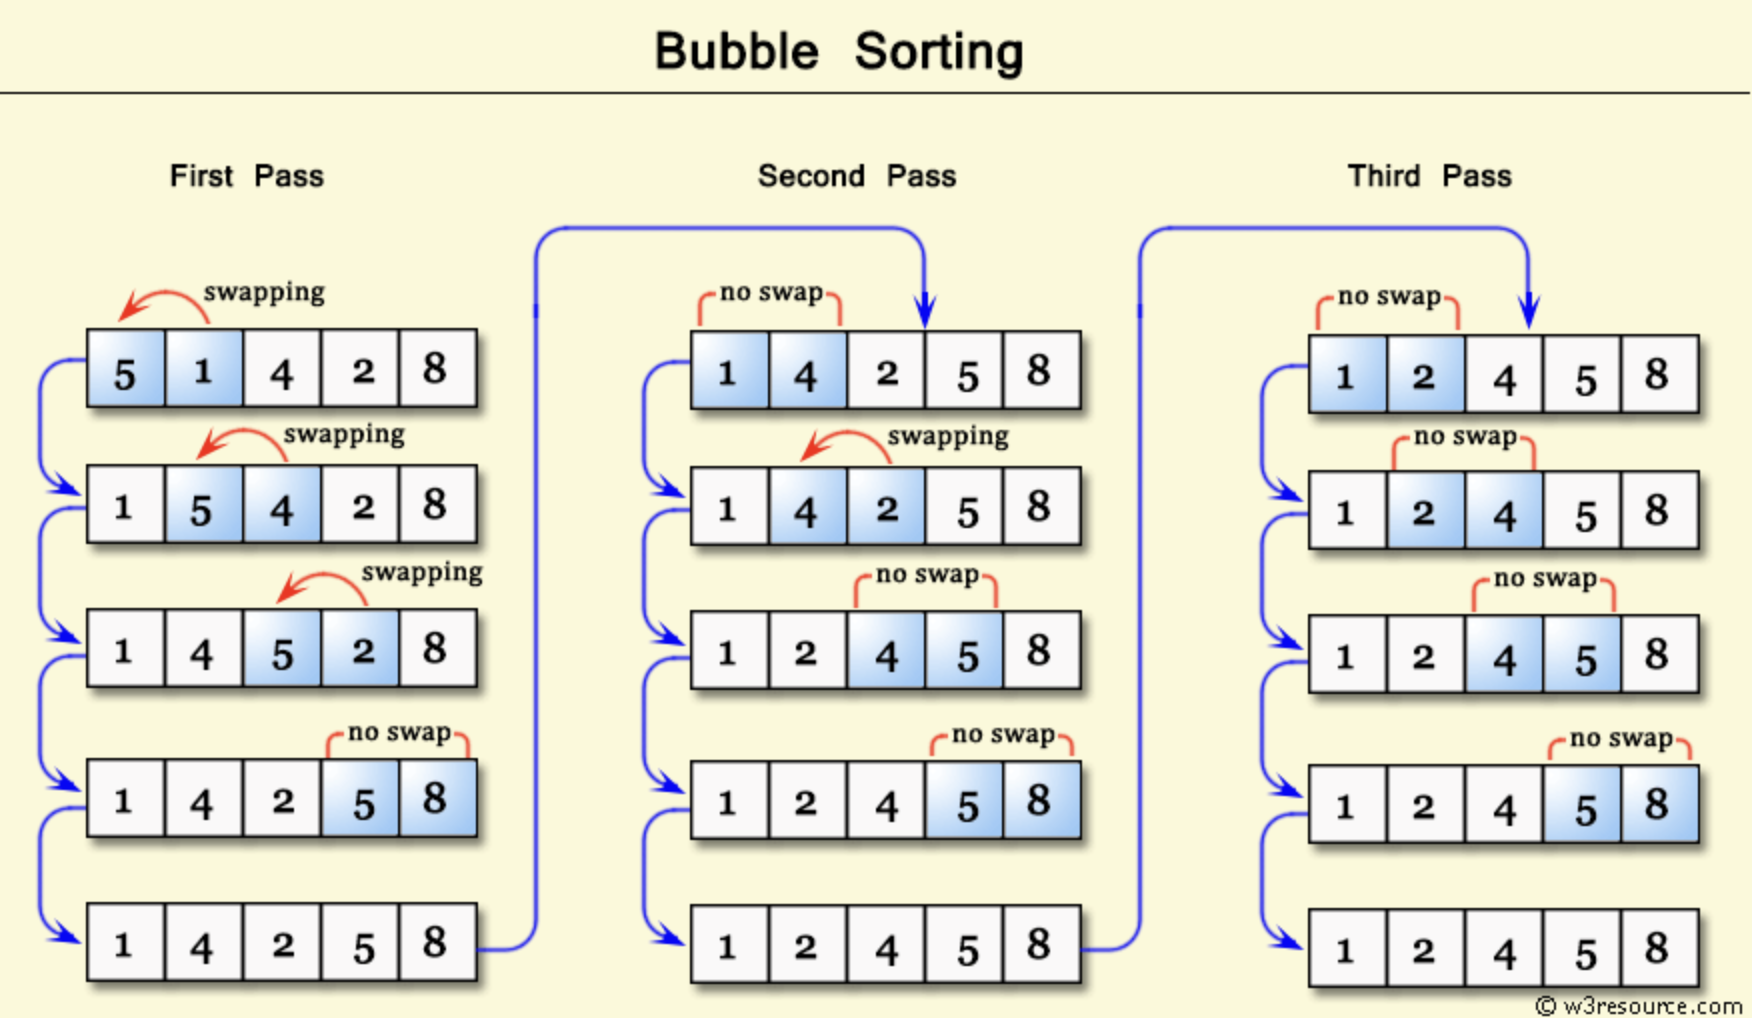 Bubble Sorting
First Pass
swapping
5 1 4 2 8
swapping
1 5 4 2 8
swapping
1 4 5 2 8
no swap
1 4 2 5 8
1 4 2 5 8
Second Pass
no swap
1 4 2 5 8
swapping
1 4 2 5 8
no swap
1 2 4 5 8
no swap
1 2 4 5 8
1 2 4 5 8
Third Pass
no swap
1 2 4 5 8
no swap
1 2 4 5 8
no swap
1 2 4 5 8
no swap
1 2 4 5 8
1 2 4 5 8
© w3resource.com